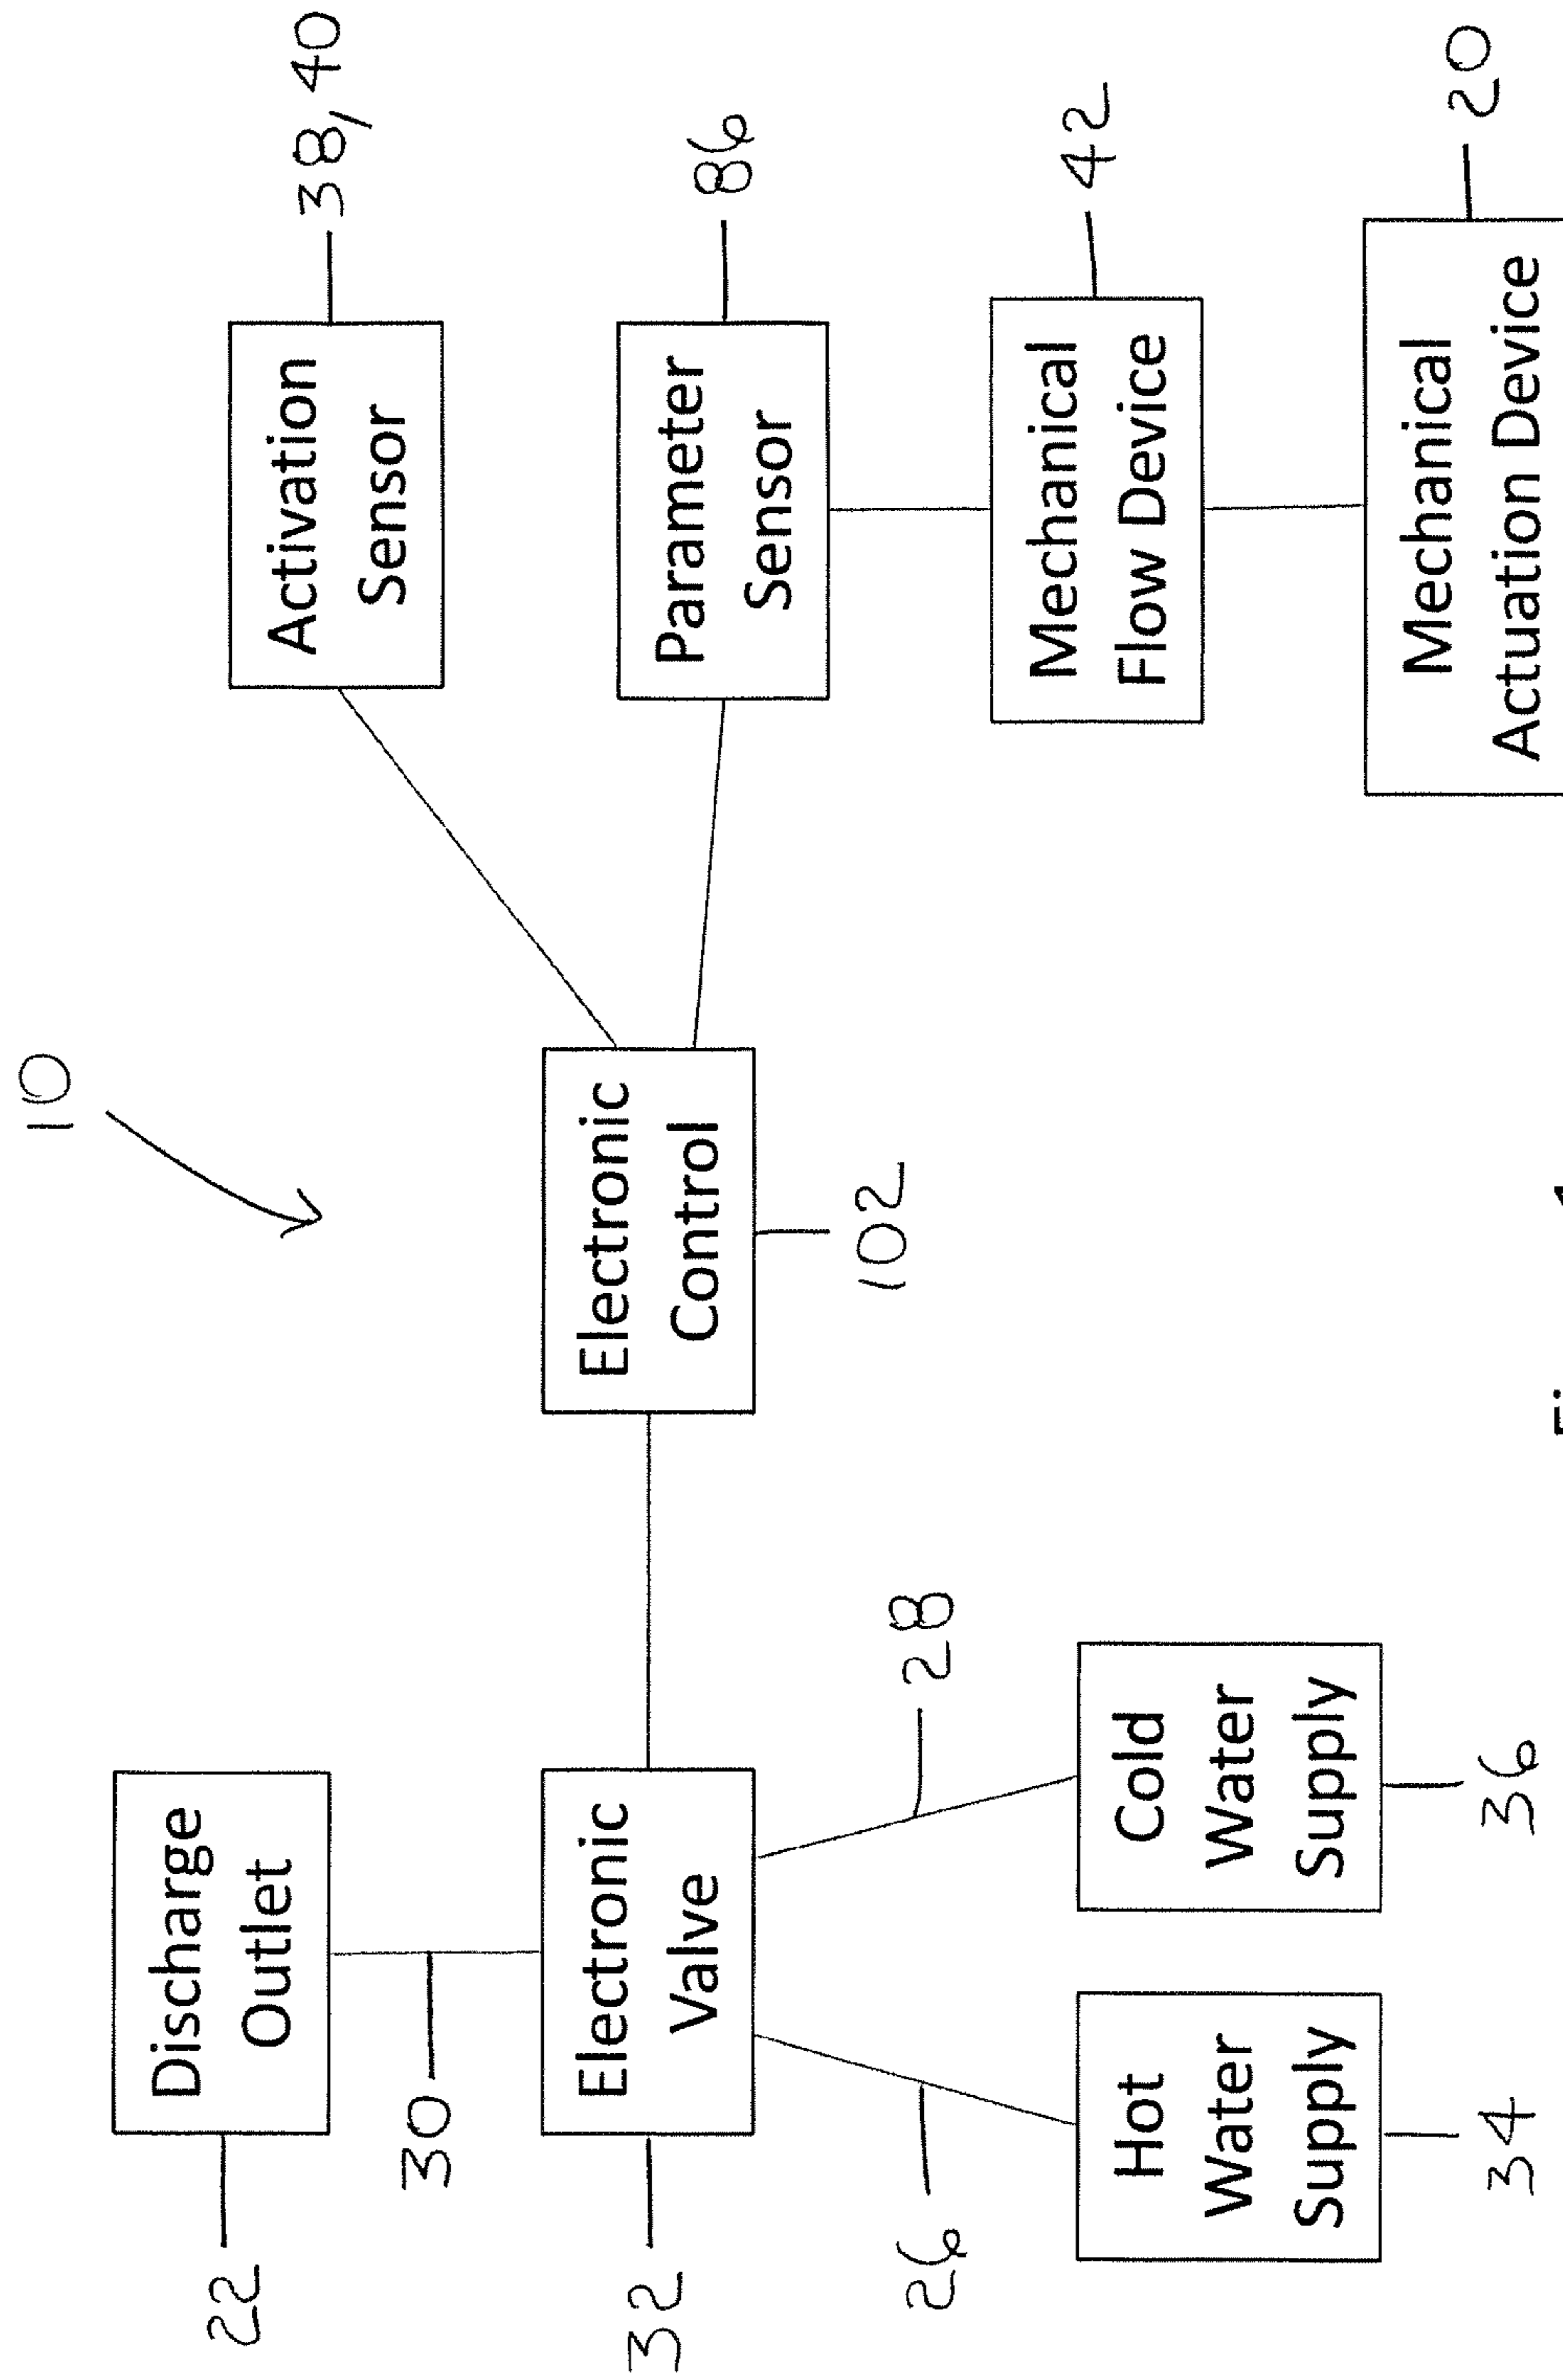 10
22
Discharge
Outlet
30
32
Electronic
Valve
26
28
Hot
Water
Supply
34
Cold
Water
Supply
36
Electronic
Control
102
Activation
Sensor
38, 40
Parameter
Sensor
86
Mechanical
Flow Device
42
Mechanical
Actuation Device
20